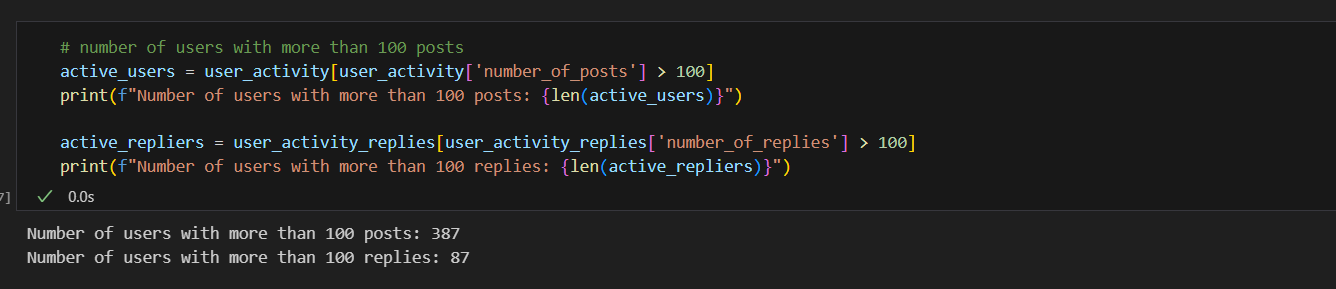 # number of users with more than 100 posts
active_users = user_activity[user_activity['number_of_posts'] > 100]
print(f"Number of users with more than 100 posts: {len(active_users)}")
active_repliers = user_activity_replies[user_activity_replies['number_of_replies'] > 100]
print(f"Number of users with more than 100 replies: {len(active_repliers)}")
7] 0.0s
Number of users with more than 100 posts: 387
Number of users with more than 100 replies: 87